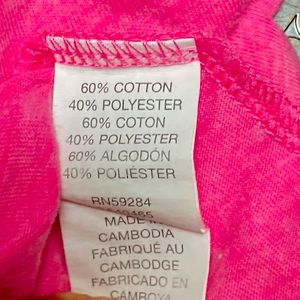 60% COTTON
40% POLYESTER
60% COTON
40% POLYESTER
60% ALGODÓN
40% POLIÉSTER
RN59284
MADE
CAMBODIA
FABRIQUÉ AU
CAMBODGE
FABRICADO EN
CAMBOYA